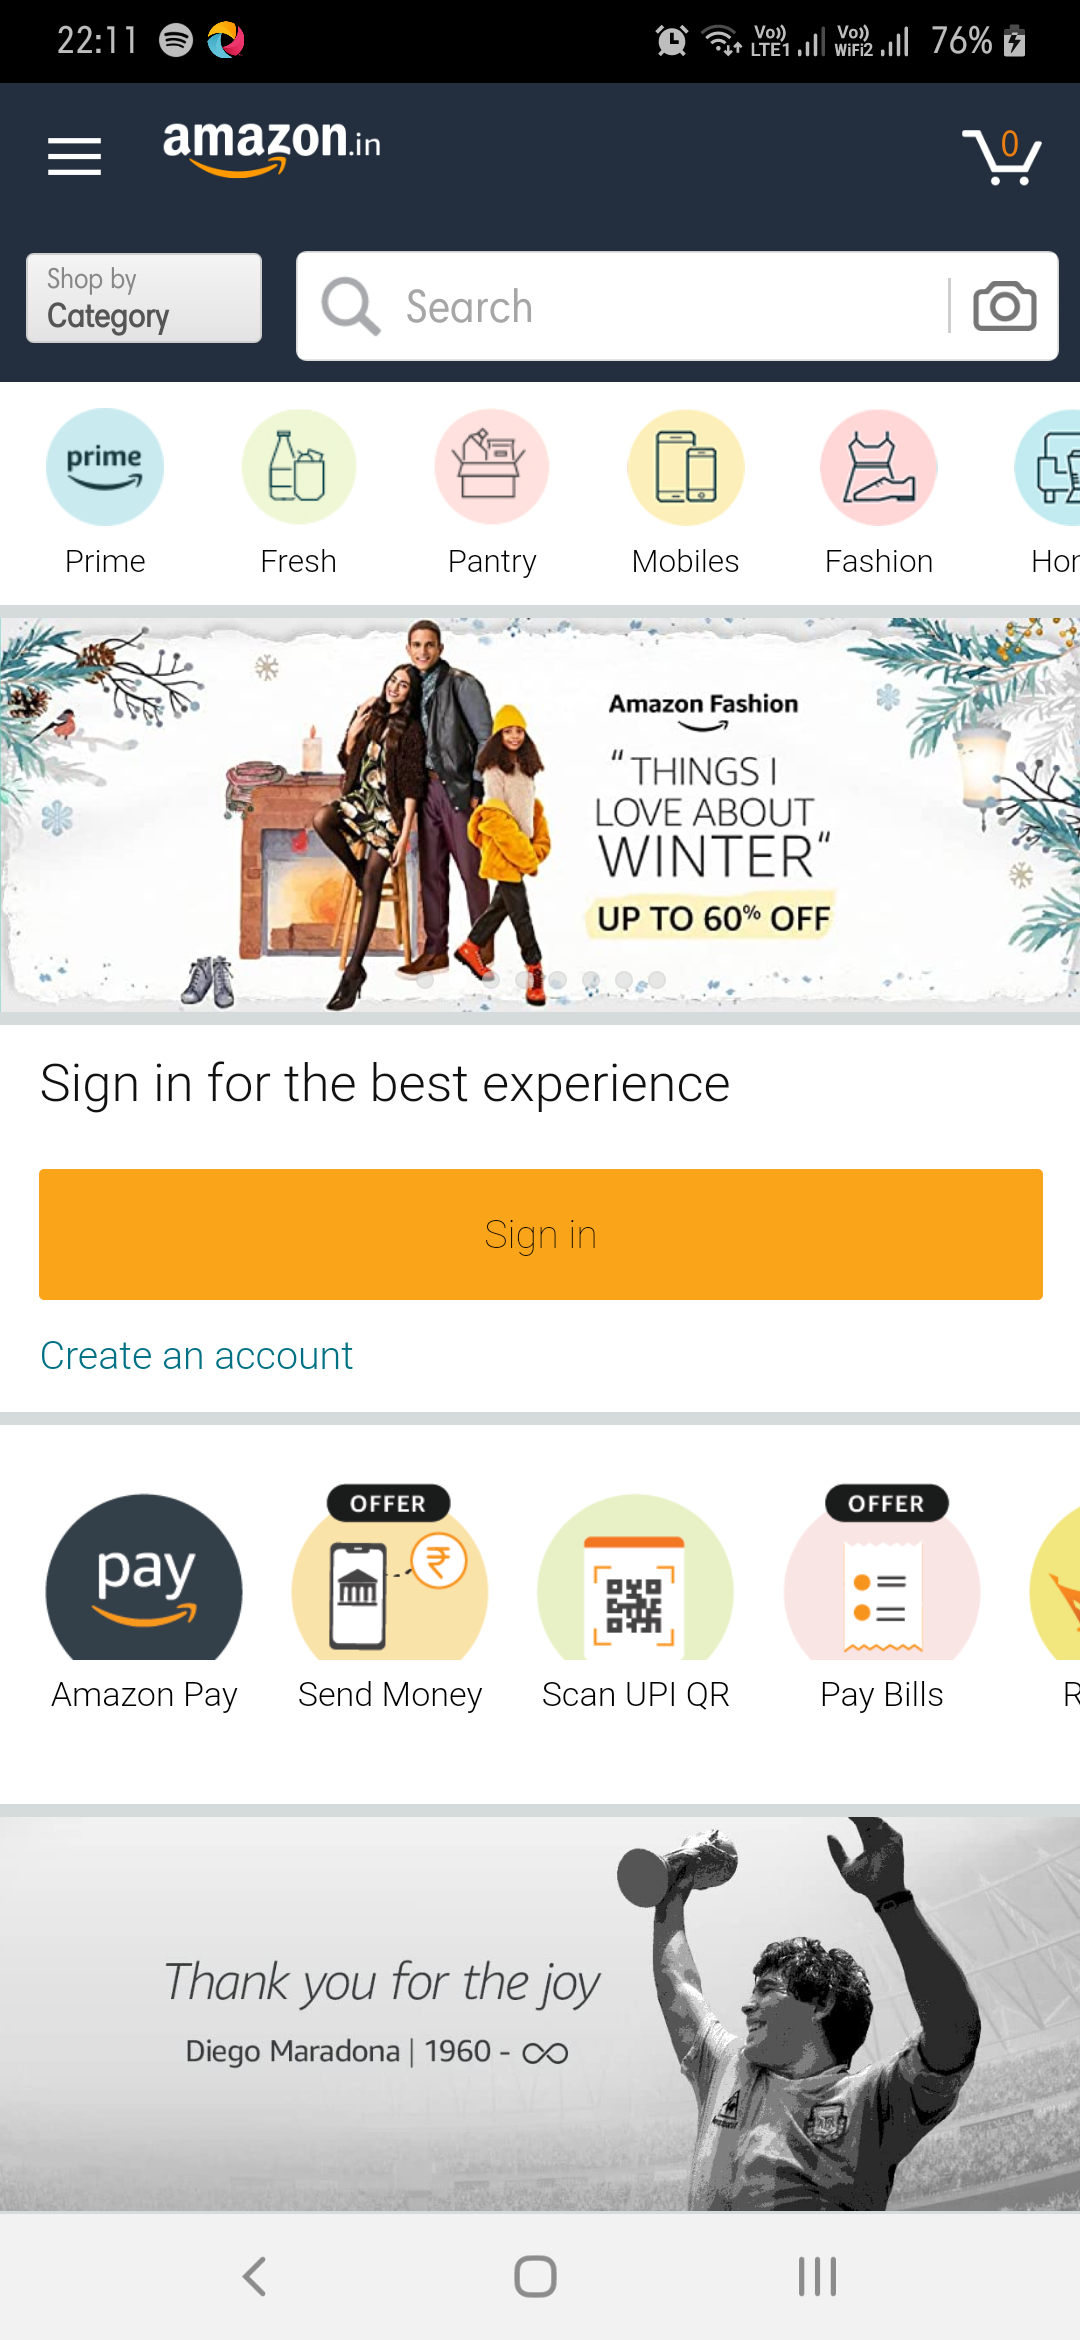 22:11
Vo))
LTE1
Vo))
WiFi2
76%
amazon.in
0
Shop by
Category
Search
prime
Prime
Fresh
Pantry
Mobiles
Fashion
Hor
Amazon Fashion
“THINGS I
LOVE ABOUT
WINTER“
UP TO 60% OFF
Sign in for the best experience
Sign in
Create an account
pay
OFFER
₹
OFFER
Amazon Pay
Send Money
Scan UPI QR
Pay Bills
R
Thank you for the joy
Diego Maradona | 1960 - ∞